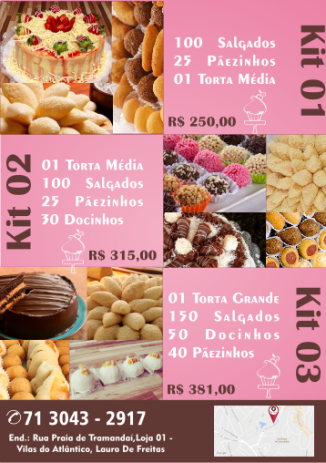 100 Salgados
25 Pãezinhos
01 Torta Média
R$ 250,00
Kit 01
Kit 02
01 Torta Média
100 Salgados
25 Pãezinhos
30 Docinhos
R$ 315,00
01 Torta Grande
150 Salgados
50 Docinhos
40 Pãezinhos
R$ 381,00
Kit 03
71 3043 - 2917
End.: Rua Praia de Tramandaí,Loja 01 -
Vilas do Atlântico, Lauro De Freitas